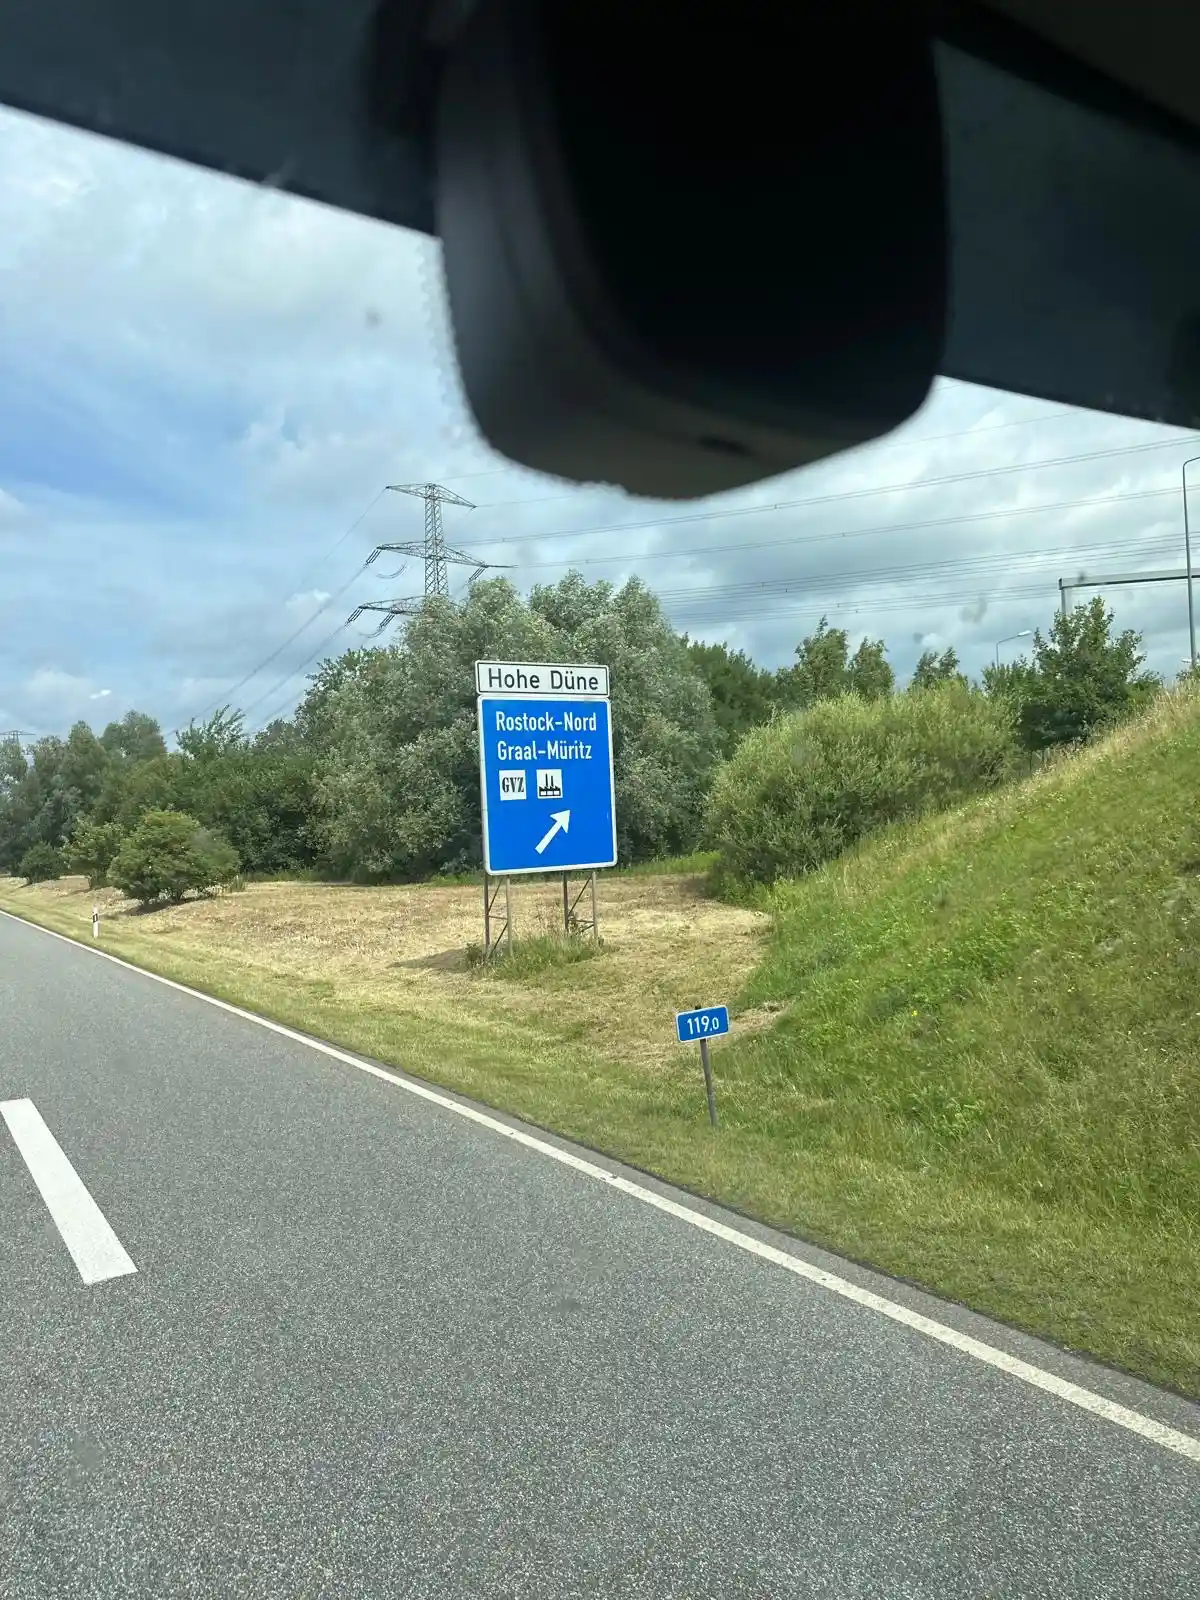 Hohe Düne
Rostock-Nord
Graal-Müritz
GVZ
119.0